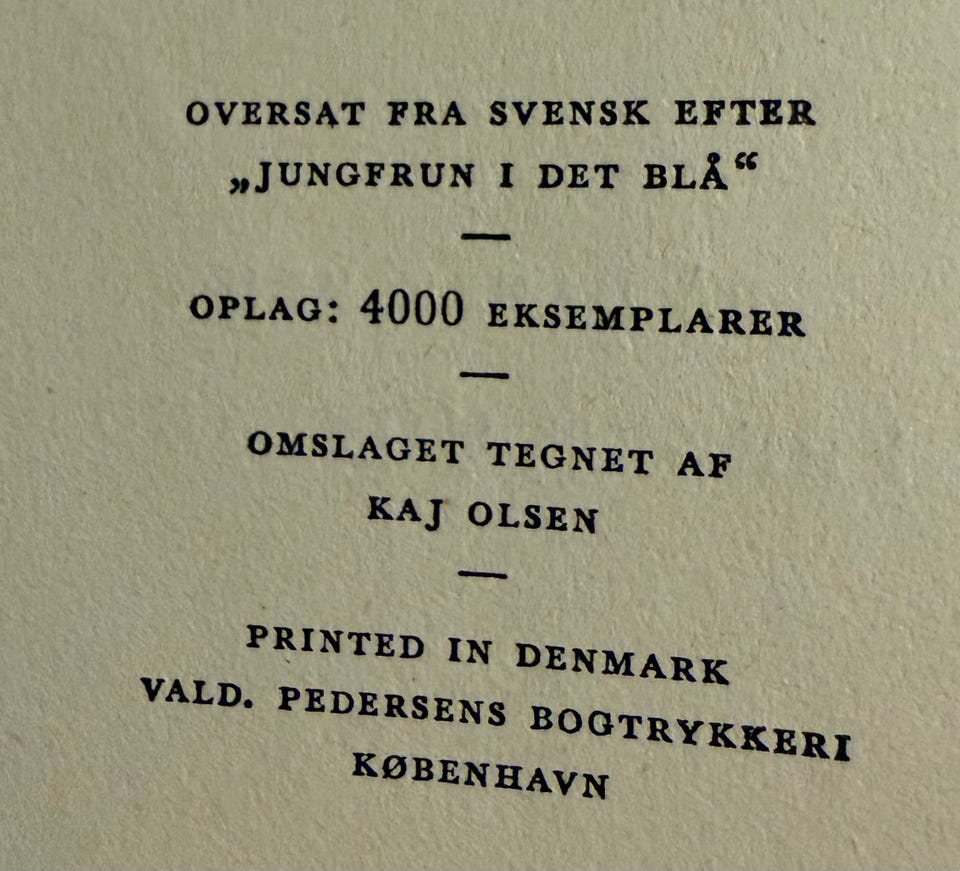 OVERSAT FRA SVENSK EFTER
„JUNGFRUN I DET BLÅ“
OPLAG: 4000 EKSEMPLARER
OMSLAGET TEGNET AF
KAJ OLSEN
PRINTED IN DENMARK
VALD. PEDERSENS BOGTRYKKERI
KØBENHAVN